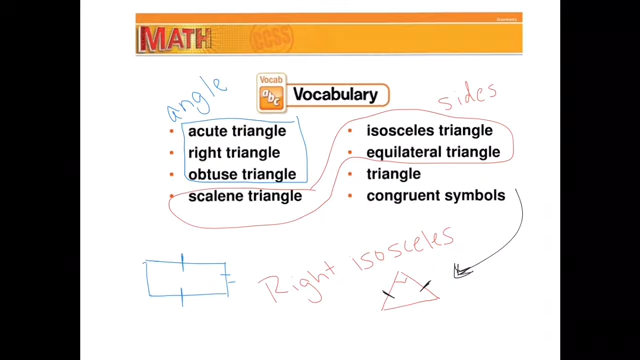 MATH CCSS
Vocab
abc
Vocabulary
angle
sides
• acute triangle
• right triangle
• obtuse triangle
• scalene triangle
• isosceles triangle
• equilateral triangle
• triangle
• congruent symbols
Right isosceles